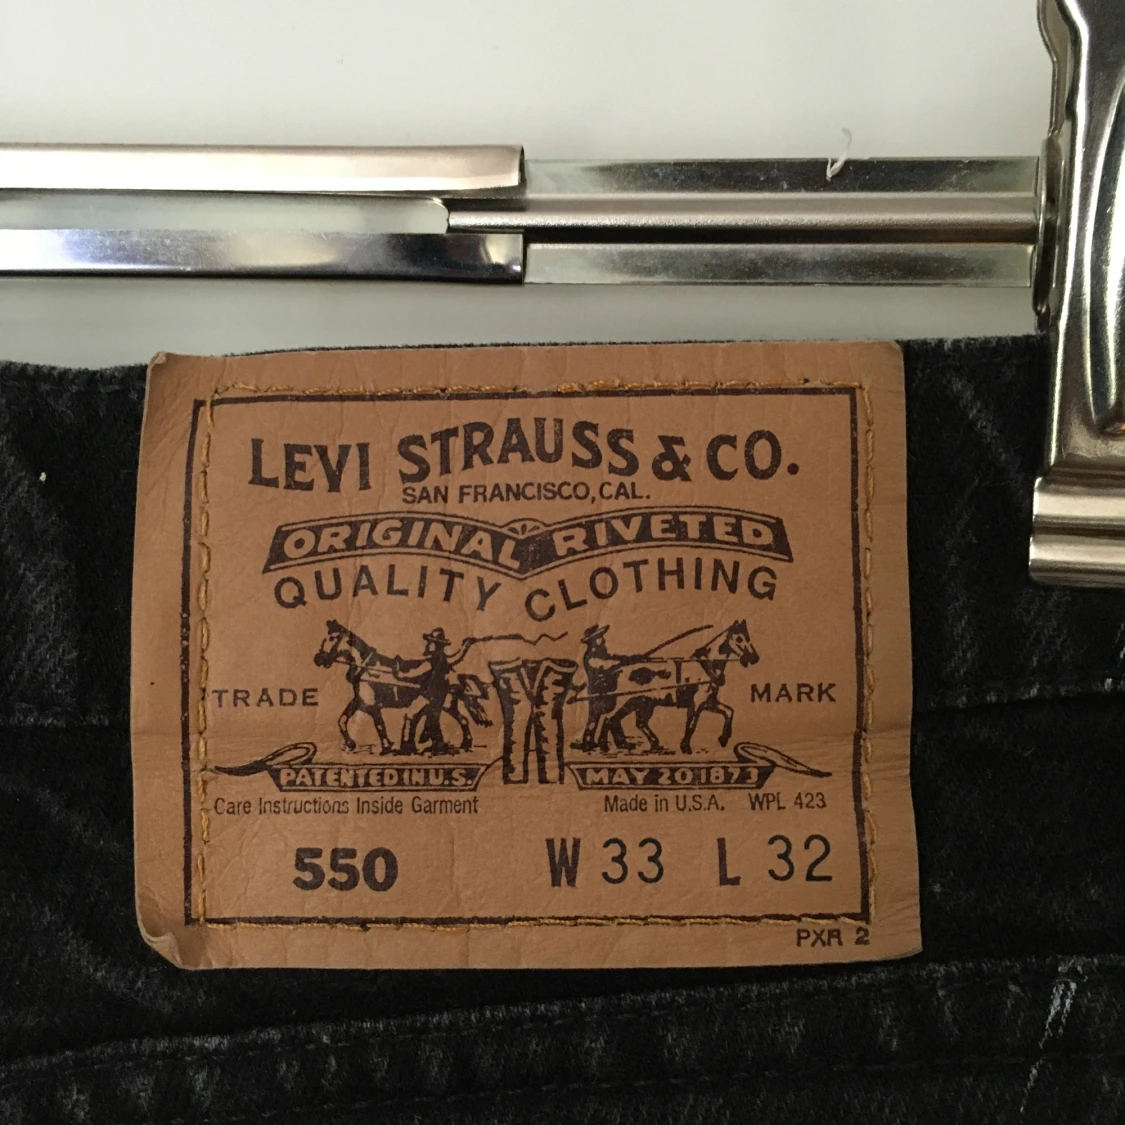 LEVI STRAUSS & CO.
SAN FRANCISCO, CAL.
ORIGINAL RIVETED
QUALITY CLOTHING
TRADE MARK
PATENTED IN U.S. MAY 20 1873
Care Instructions Inside Garment Made in U.S.A. WPL 423
550 W 33 L 32
PXR 2